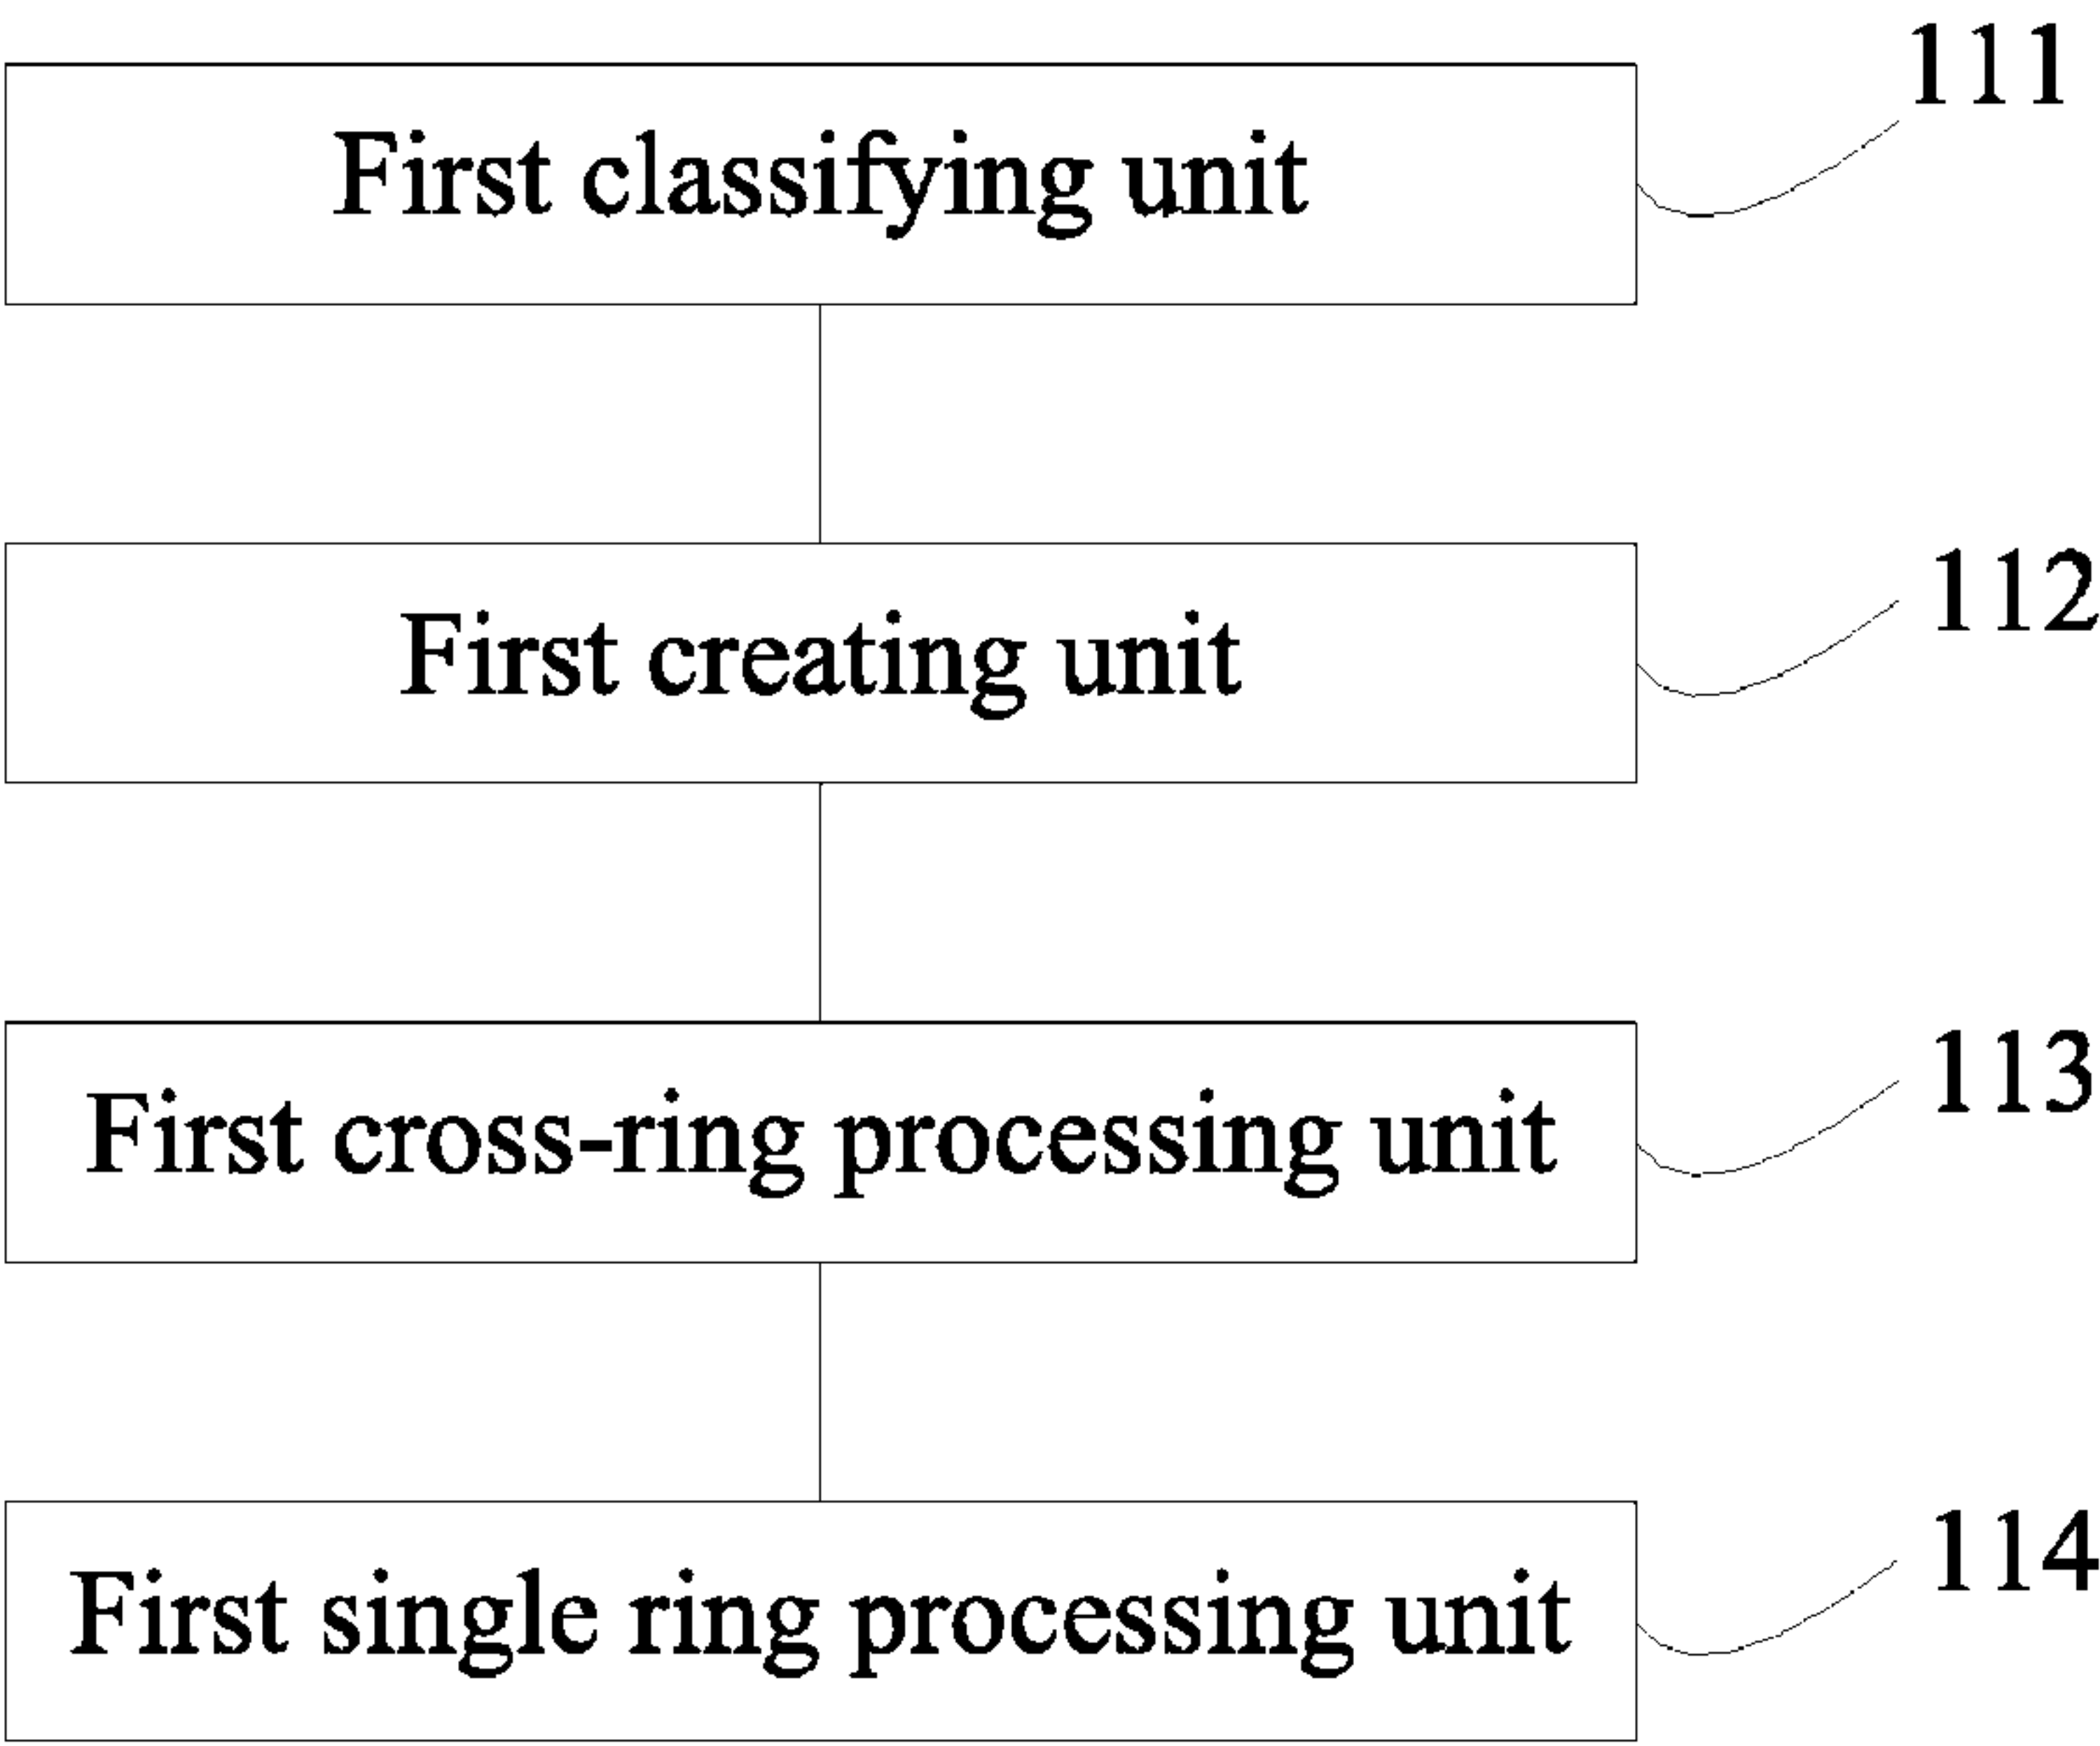 111
First classifying unit
112
First creating unit
113
First cross-ring processing unit
114
First single ring processing unit